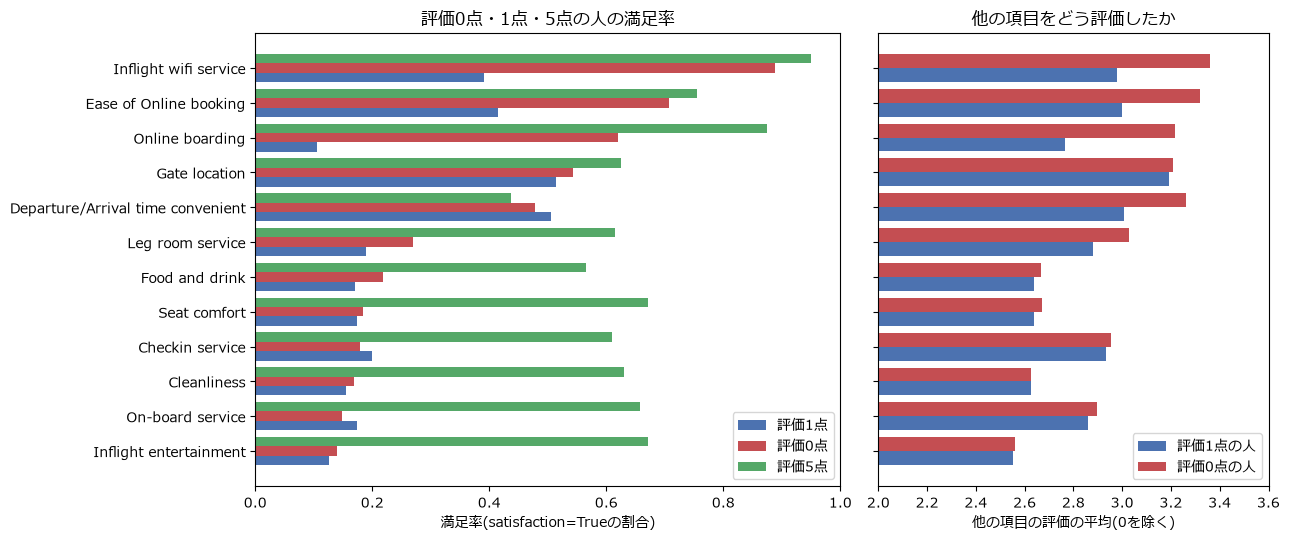 評価0点・1点・5点の人の満足率
Inflight wifi service
Ease of Online booking
Online boarding
Gate location
Departure/Arrival time convenient
Leg room service
Food and drink
Seat comfort
Checkin service
Cleanliness
On-board service
Inflight entertainment
評価1点
評価0点
評価5点
0.0 0.2 0.4 0.6 0.8 1.0
満足率(satisfaction=Trueの割合)
他の項目をどう評価したか
評価1点の人
評価0点の人
2.0 2.2 2.4 2.6 2.8 3.0 3.2 3.4 3.6
他の項目の評価の平均(0を除く)